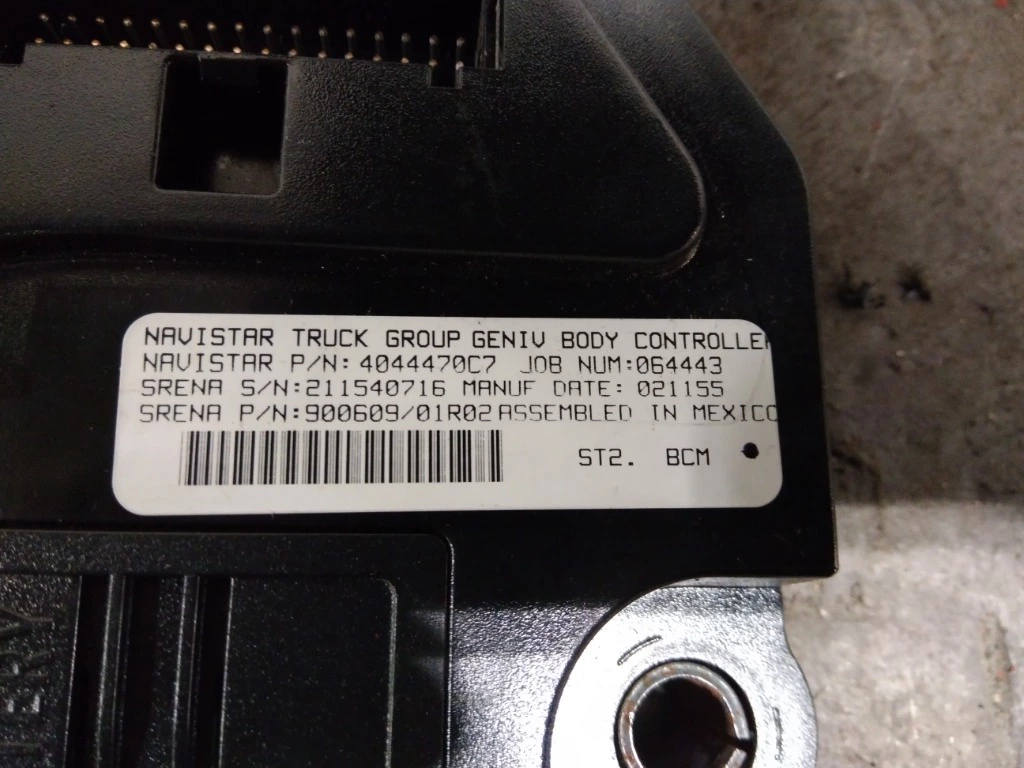 NAVISTAR TRUCK GROUP GENIV BODY CONTROLLER
NAVISTAR P/N:4044470C7 JOB NUM:064443
SRENA S/N:211540716 MANUF DATE: 021155
SRENA P/N:900609/01R02 ASSEMBLED IN MEXICO
ST2. BCM